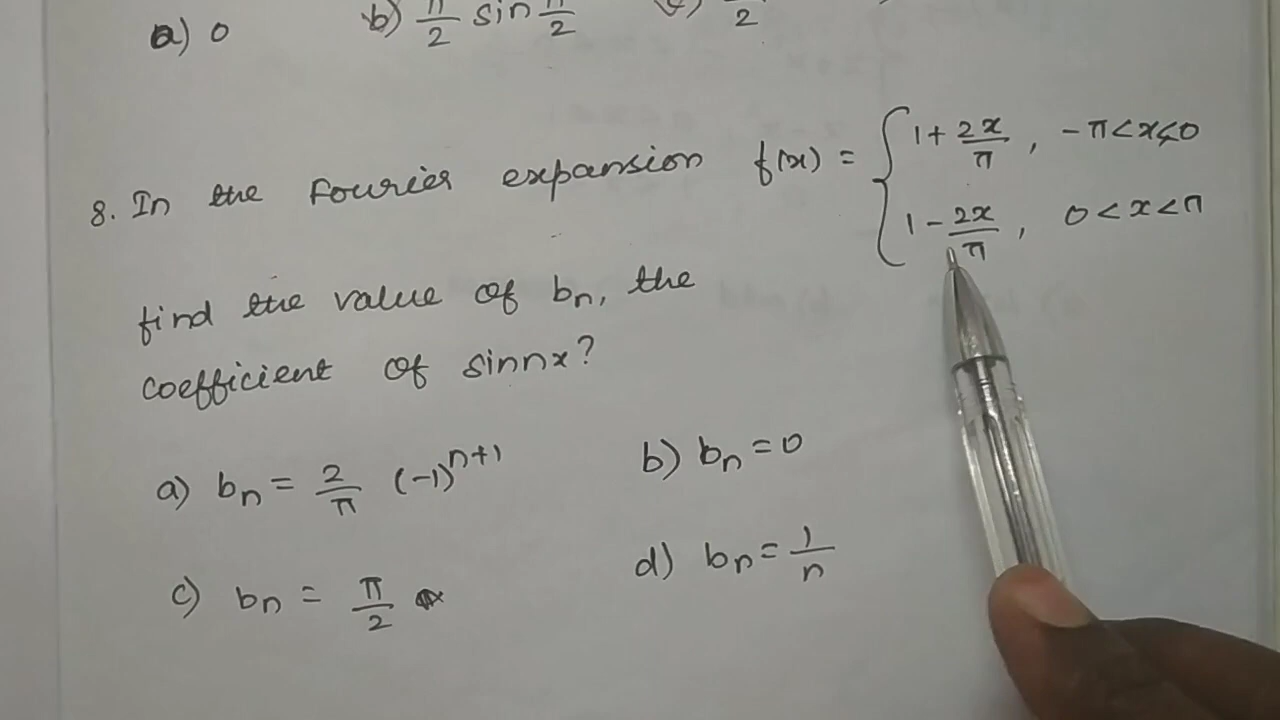 a) 0 b) π/2 sin π/2 2
8. In the Fourier expansion f(x) = { 1 + 2x/π , -π<x<0
1 - 2x/π , 0<x<π
find the value of bn, the
coefficient of sinnx?
a) bn = 2/π (-1)^n+1 b) bn = 0
c) bn = π/2 d) bn = 1/n